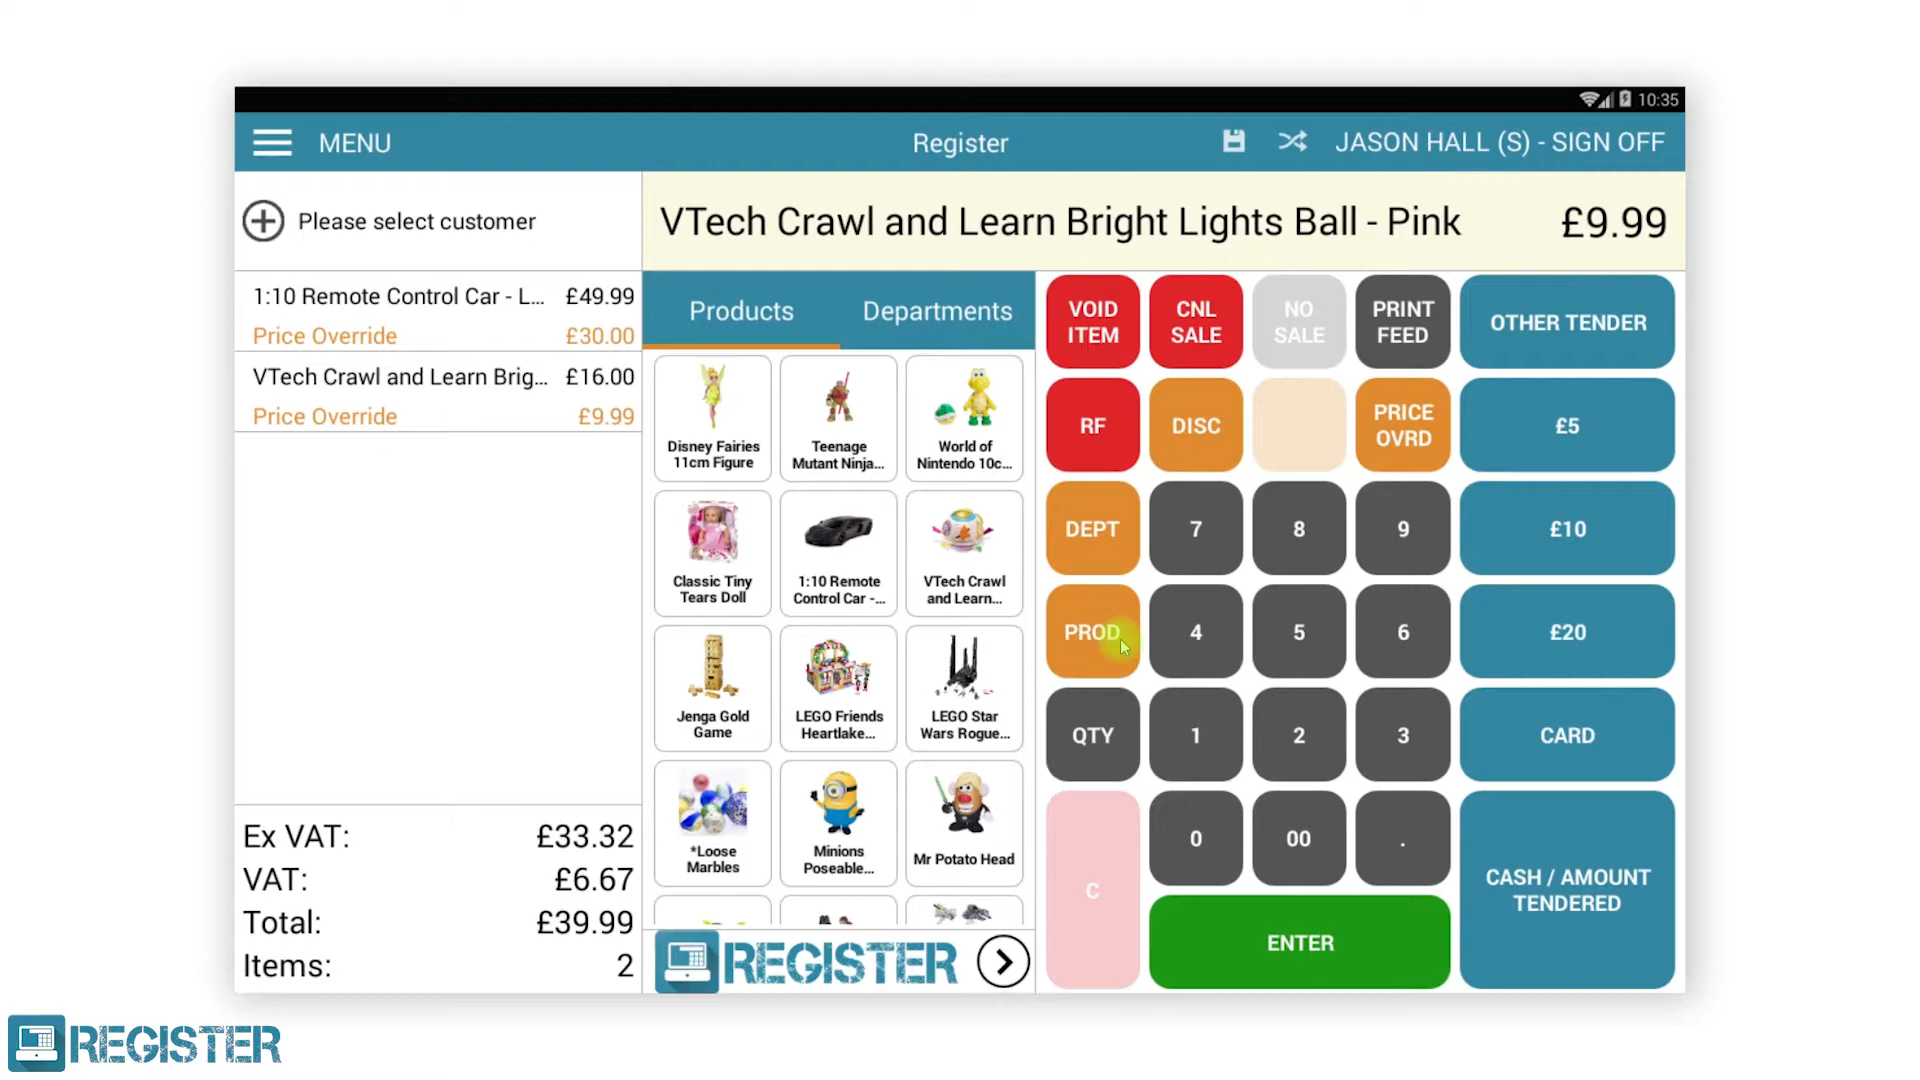 10:35
MENU
Register
JASON HALL (S) - SIGN OFF
Please select customer
VTech Crawl and Learn Bright Lights Ball - Pink £9.99
1:10 Remote Control Car - L... £49.99
Price Override £30.00
VTech Crawl and Learn Brig... £16.00
Price Override £9.99
Ex VAT: £33.32
VAT: £6.67
Total: £39.99
Items: 2
Products
Departments
Disney Fairies
11cm Figure
Teenage
Mutant Ninja...
World of
Nintendo 10c...
Classic Tiny
Tears Doll
1:10 Remote
Control Car -...
VTech Crawl
and Learn...
Jenga Gold
Game
LEGO Friends
Heartlake...
LEGO Star
Wars Rogue...
*Loose
Marbles
Minions
Poseable...
Mr Potato Head
REGISTER
VOID
ITEM
CNL
SALE
NO
SALE
PRINT
FEED
OTHER TENDER
RF
DISC
PRICE
OVRD
£5
DEPT
7
8
9
£10
PROD
4
5
6
£20
QTY
1
2
3
CARD
C
0
00
.
CASH / AMOUNT
TENDERED
ENTER
REGISTER